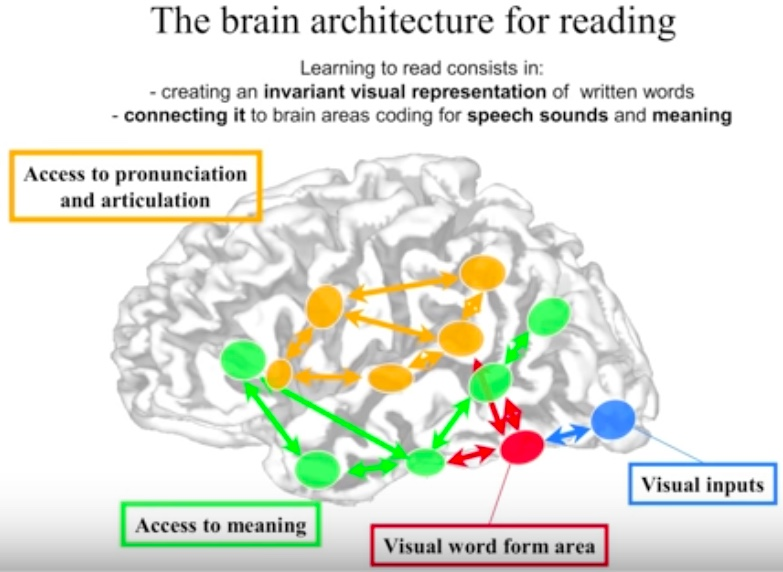 The brain architecture for reading
Learning to read consists in:
- creating an invariant visual representation of written words
- connecting it to brain areas coding for speech sounds and meaning
Access to pronunciation
and articulation
Visual inputs
Access to meaning
Visual word form area